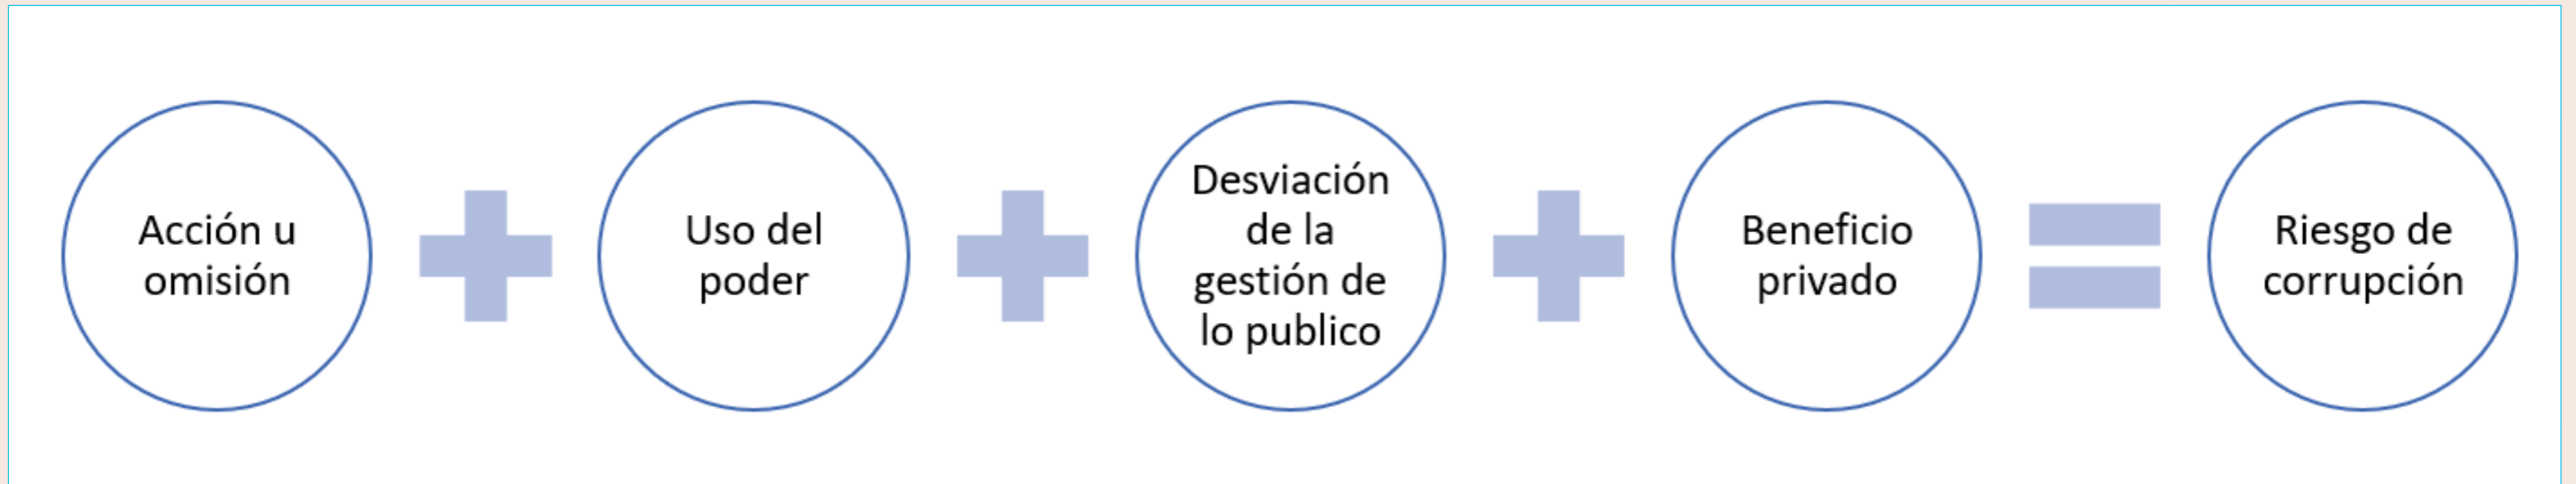 Acción u
omisión
Uso del
poder
Desviación
de la
gestión de
lo publico
Beneficio
privado
Riesgo de
corrupción